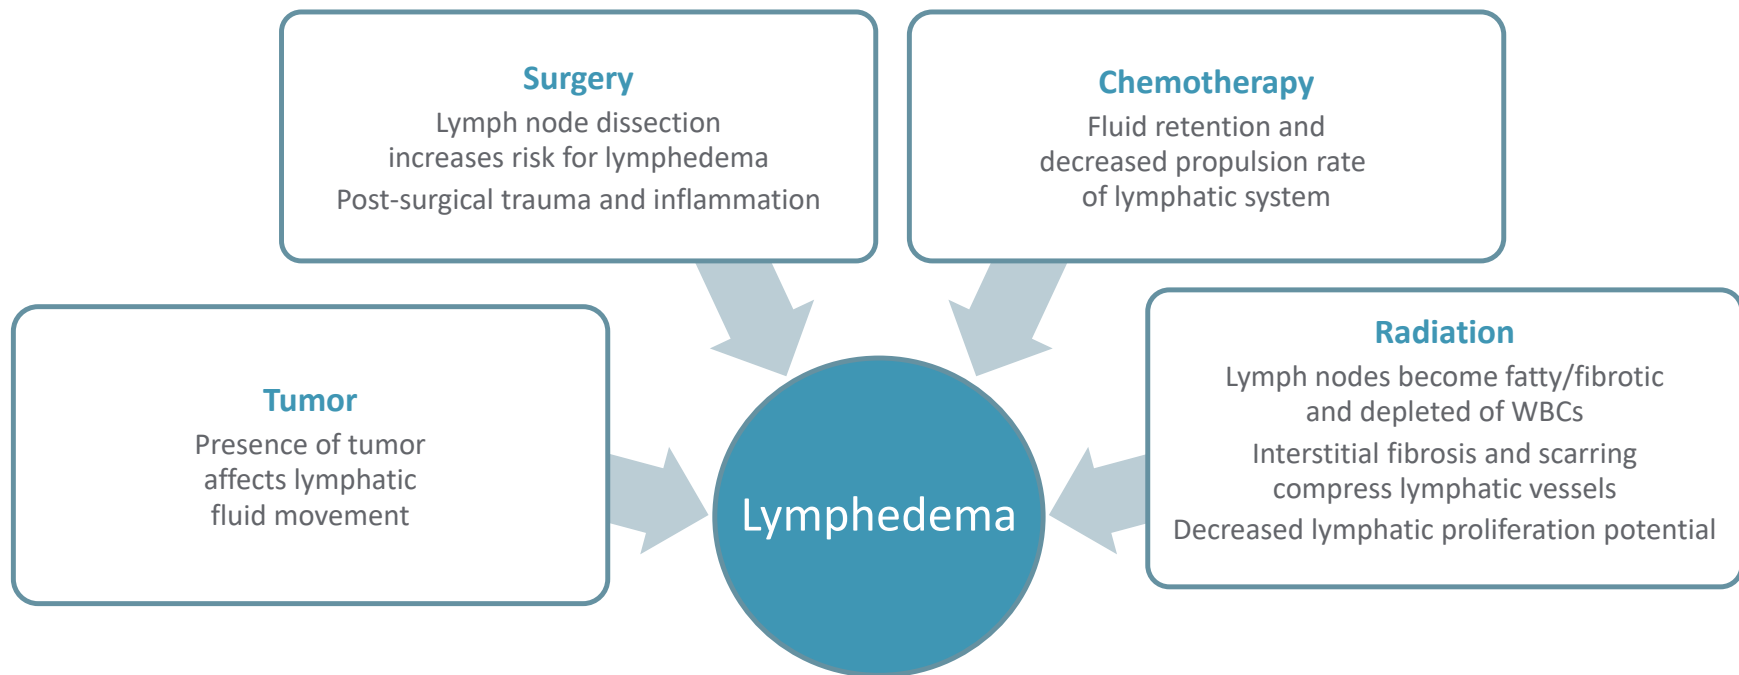 Surgery
Lymph node dissection
increases risk for lymphedema
Post-surgical trauma and inflammation
Chemotherapy
Fluid retention and
decreased propulsion rate
of lymphatic system
Tumor
Presence of tumor
affects lymphatic
fluid movement
Radiation
Lymph nodes become fatty/fibrotic
and depleted of WBCs
Interstitial fibrosis and scarring
compress lymphatic vessels
Decreased lymphatic proliferation potential
Lymphedema